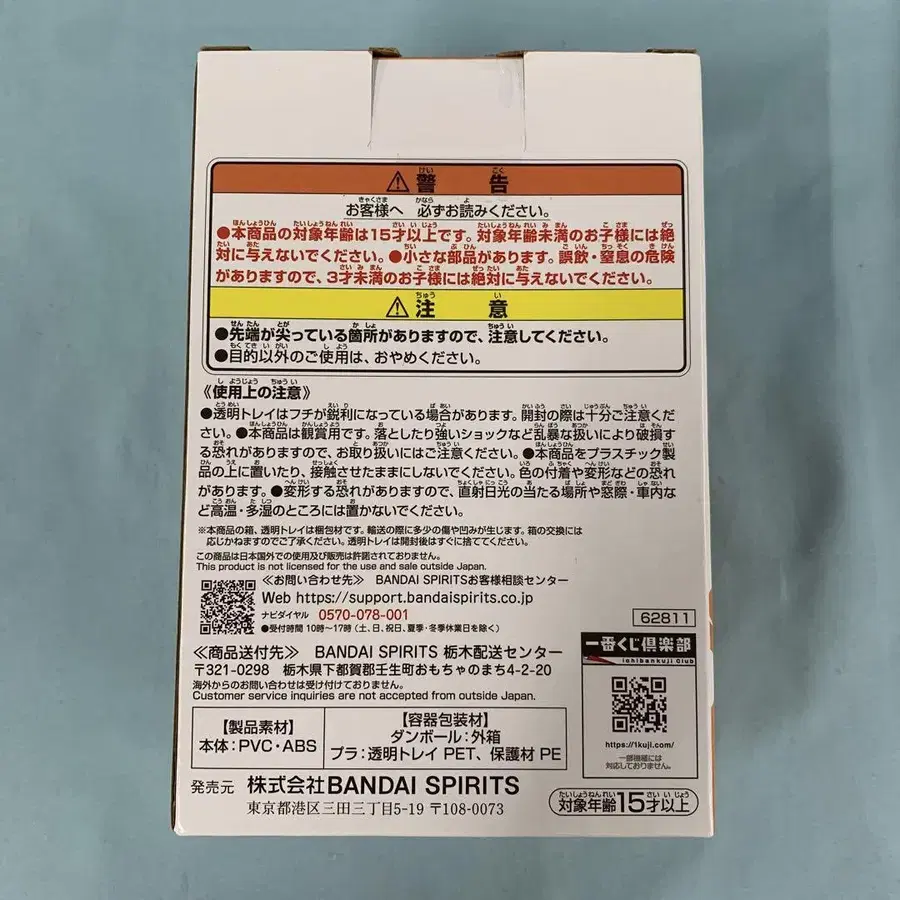 ⚠警告
お客様へ 必ずお読みください。
●本商品の対象年齢は15才以上です。対象年齢未満のお子様には絶
対に与えないでください。●小さな部品があります。誤飲・窒息の危険
がありますので、3才未満のお子様には絶対に与えないでください。
⚠注意
●先端が尖っている箇所がありますので、注意してください。
●目的以外のご使用は、おやめください。
《使用上の注意》
●透明トレイはフチが鋭利になっている場合があります。開封の際は十分ご注意くだ
さい。●本商品は観賞用です。落としたり強いショックなど乱暴な扱いにより破損す
る恐れがありますので、お取り扱いにはご注意ください。●本商品をプラスチック製
品の上に置いたり、接触させたままにしないでください。色の付着や変形などの恐れ
があります。●変形する恐れがありますので、直射日光の当たる場所や窓際・車内な
ど高温・多湿のところには置かないでください。
※本商品の箱、透明トレイは梱包材です。輸送の際に多少の傷や凹みが生じます。箱の交換には
応じかねますのでご了承ください。透明トレイは開封後はすぐに捨ててください。
この商品は日本国外での使用及び販売は許諾されておりません。
This product is not licensed for the use and sale outside Japan.
≪お問い合わせ先≫ BANDAI SPIRITSお客様相談センター
Web https://support.bandaispirits.co.jp
ナビダイヤル 0570-078-001
●受付時間 10時〜17時(土、日、祝日、夏季・冬季休業日を除く)
62811
≪商品送付先≫ BANDAI SPIRITS 栃木配送センター
〒321-0298 栃木県下都賀郡壬生町おもちゃのまち4-2-20
海外からのお問い合わせは受け付けておりません。
Customer service inquiries are not accepted from outside Japan.
一番くじ倶楽部
ichibankuji Club
https://1kuji.com/
一部機種には
対応しておりません。
【製品素材】
本体:PVC・ABS
【容器包装材】
ダンボール:外箱
プラ:透明トレイ PET、保護材 PE
発売元 株式会社BANDAI SPIRITS
東京都港区三田三丁目5-19 〒108-0073
対象年齢15才以上